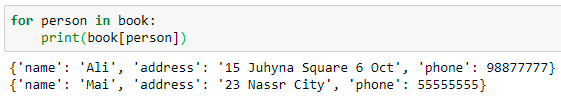 for person in book:
    print(book[person])
{'name': 'Ali', 'address': '15 Juhyna Square 6 Oct', 'phone': 98877777}
{'name': 'Mai', 'address': '23 Nassr City', 'phone': 55555555}